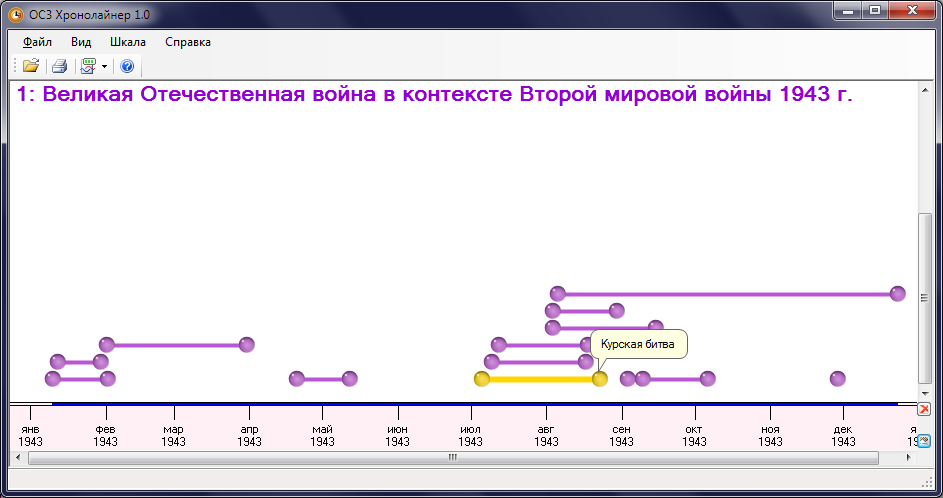 ОСЗ Хронолайнер 1.0
Файл Вид Шкала Справка
1: Великая Отечественная война в контексте Второй мировой войны 1943 г.
Курская битва
янв фев мар апр май июн июл авг сен окт ноя дек я
1943 1943 1943 1943 1943 1943 1943 1943 1943 1943 1943 1943 19